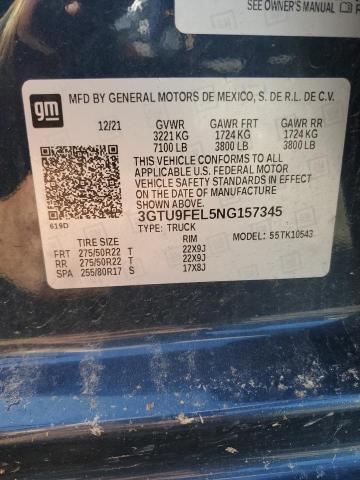 SEE OWNER'S MANUAL
gm
MFD BY GENERAL MOTORS DE MEXICO, S. DE R.L. DE C.V.
12/21 GVWR GAWR FRT GAWR RR
3221 KG 1724 KG 1724 KG
7100 LB 3800 LB 3800 LB
THIS VEHICLE CONFORMS TO ALL
APPLICABLE U.S. FEDERAL MOTOR
VEHICLE SAFETY STANDARDS IN EFFECT
ON THE DATE OF MANUFACTURE
SHOWN ABOVE.
3GTU9FEL5NG157345
619D
TYPE: TRUCK MODEL: 55TK10543
TIRE SIZE RIM
FRT 275/50R22 T 22X9J
RR 275/50R22 T 22X9J
SPA 255/80R17 S 17X8J